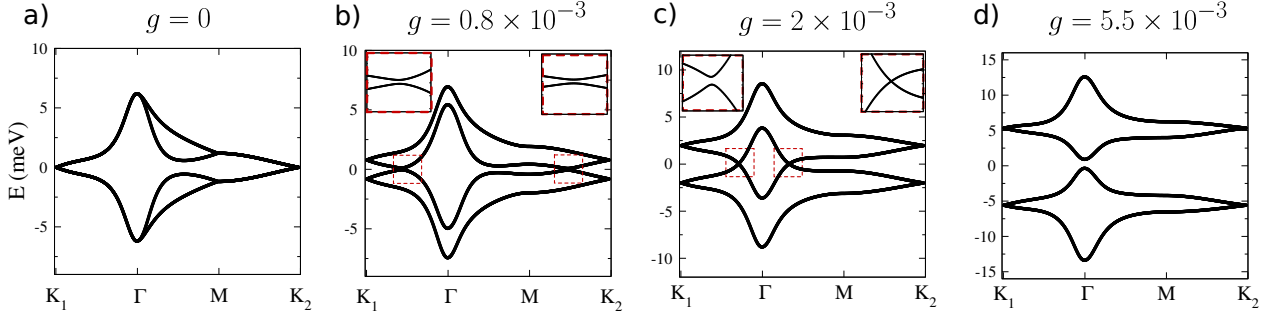 a) g = 0
b) g = 0.8 × 10⁻³
c) g = 2 × 10⁻³
d) g = 5.5 × 10⁻³
E (meV)
10
5
0
-5
K₁ Γ M K₂
10
5
0
-5
K₁ Γ M K₂
10
5
0
-5
-10
K₁ Γ M K₂
15
10
5
0
-5
-10
-15
K₁ Γ M K₂